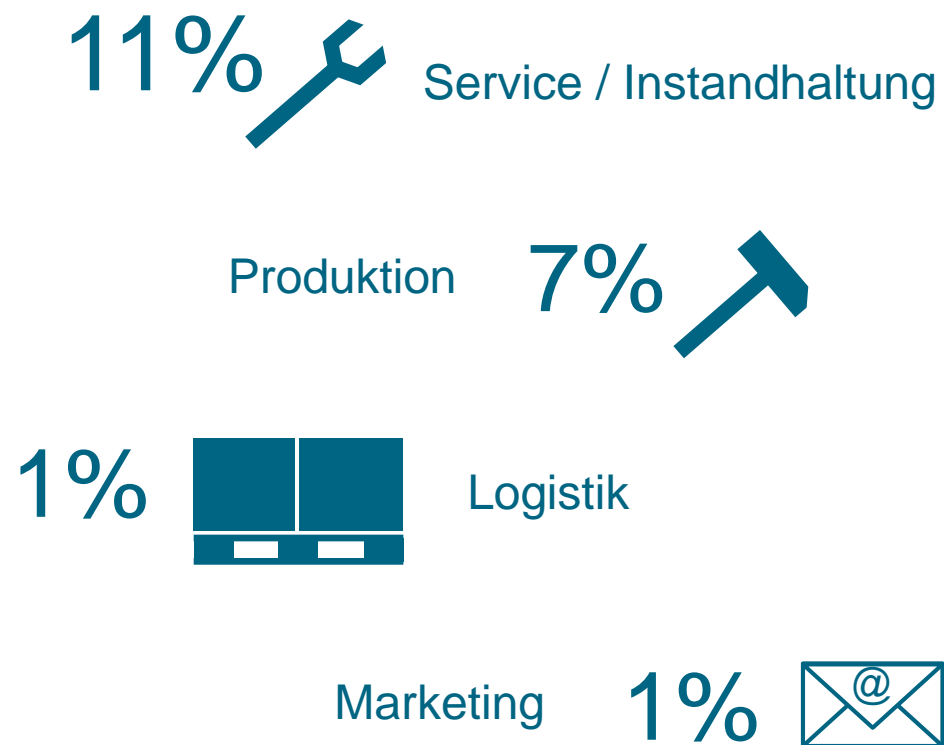 11% Service / Instandhaltung
Produktion 7%
1% Logistik
Marketing 1% @